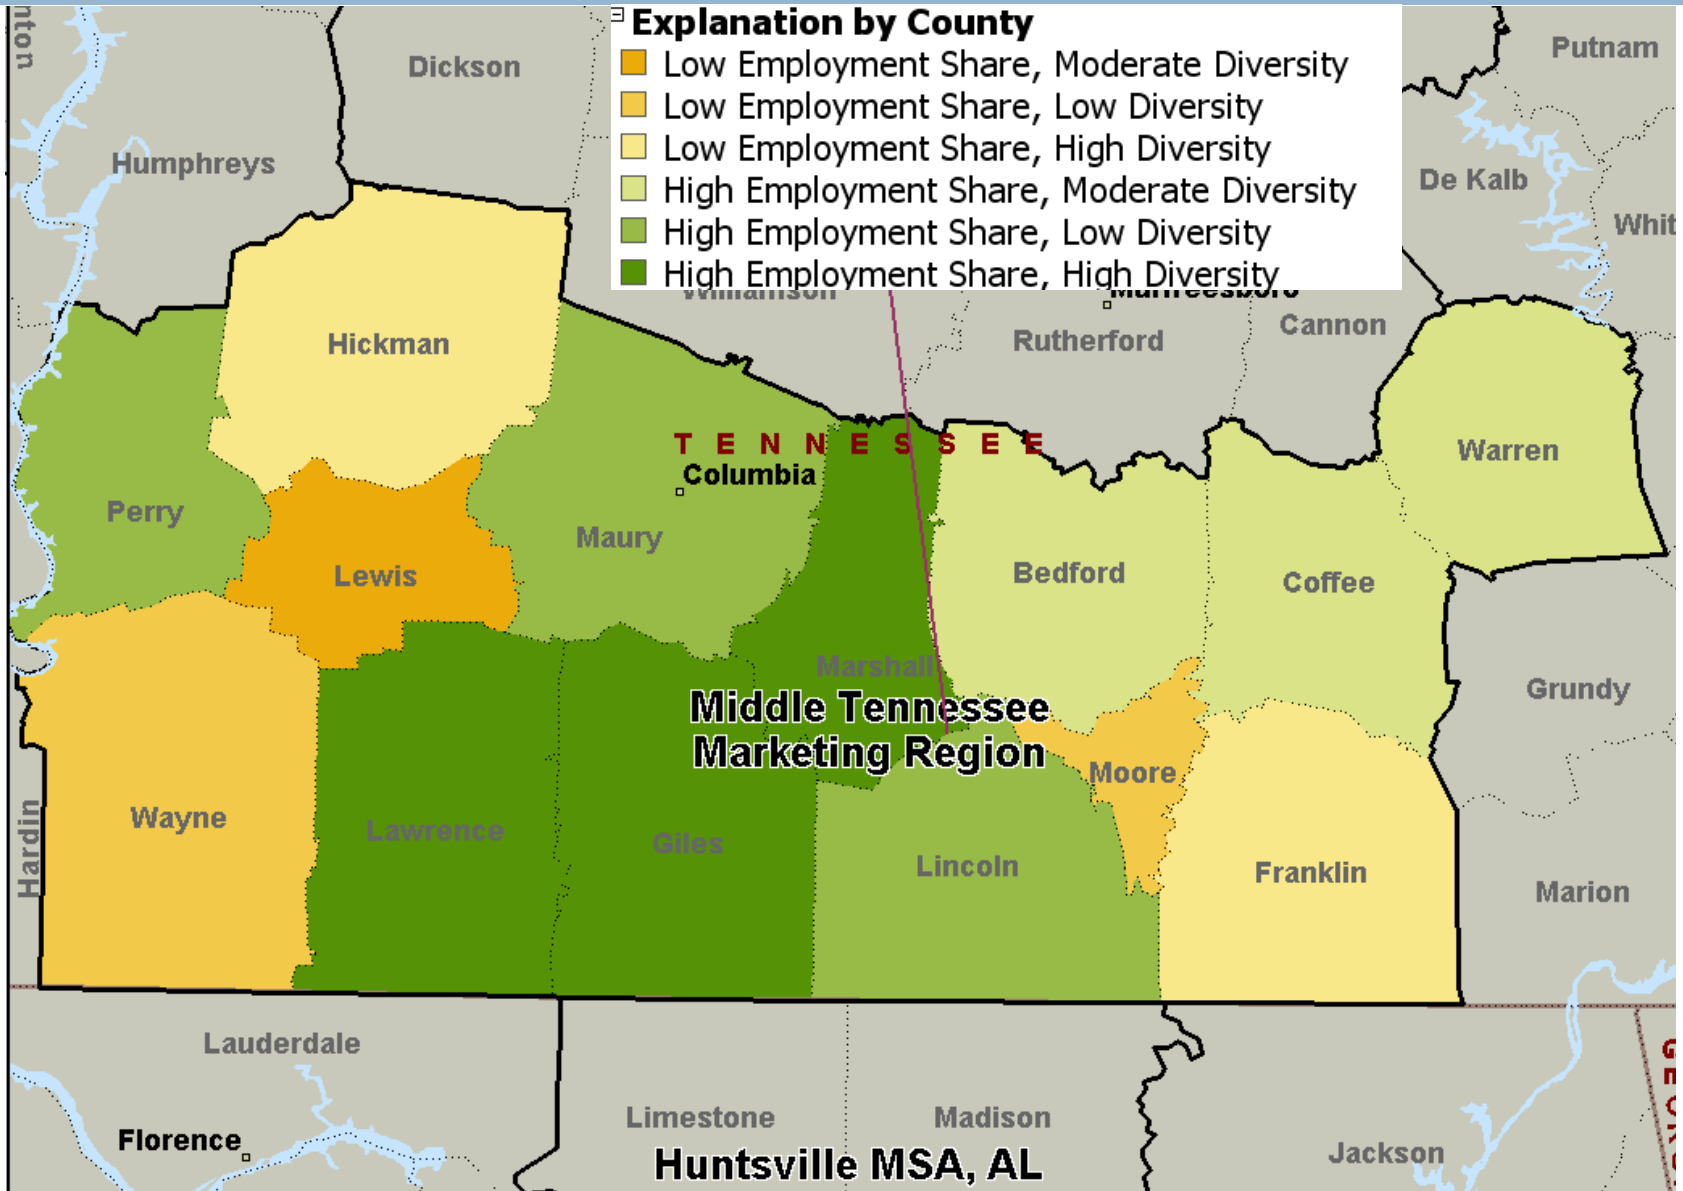 Explanation by County
Low Employment Share, Moderate Diversity
Low Employment Share, Low Diversity
Low Employment Share, High Diversity
High Employment Share, Moderate Diversity
High Employment Share, Low Diversity
High Employment Share, High Diversity
nton
Dickson
Putnam
Humphreys
De Kalb
Whit
Williamson
Murfreesboro
Cannon
Rutherford
Hickman
TENNESSEE
Columbia
Warren
Perry
Maury
Lewis
Bedford
Coffee
Marshall
Grundy
Middle Tennessee
Marketing Region
Moore
Wayne
Lawrence
Giles
Hardin
Lincoln
Franklin
Marion
Lauderdale
GEOR
Limestone
Madison
Florence
Jackson
Huntsville MSA, AL